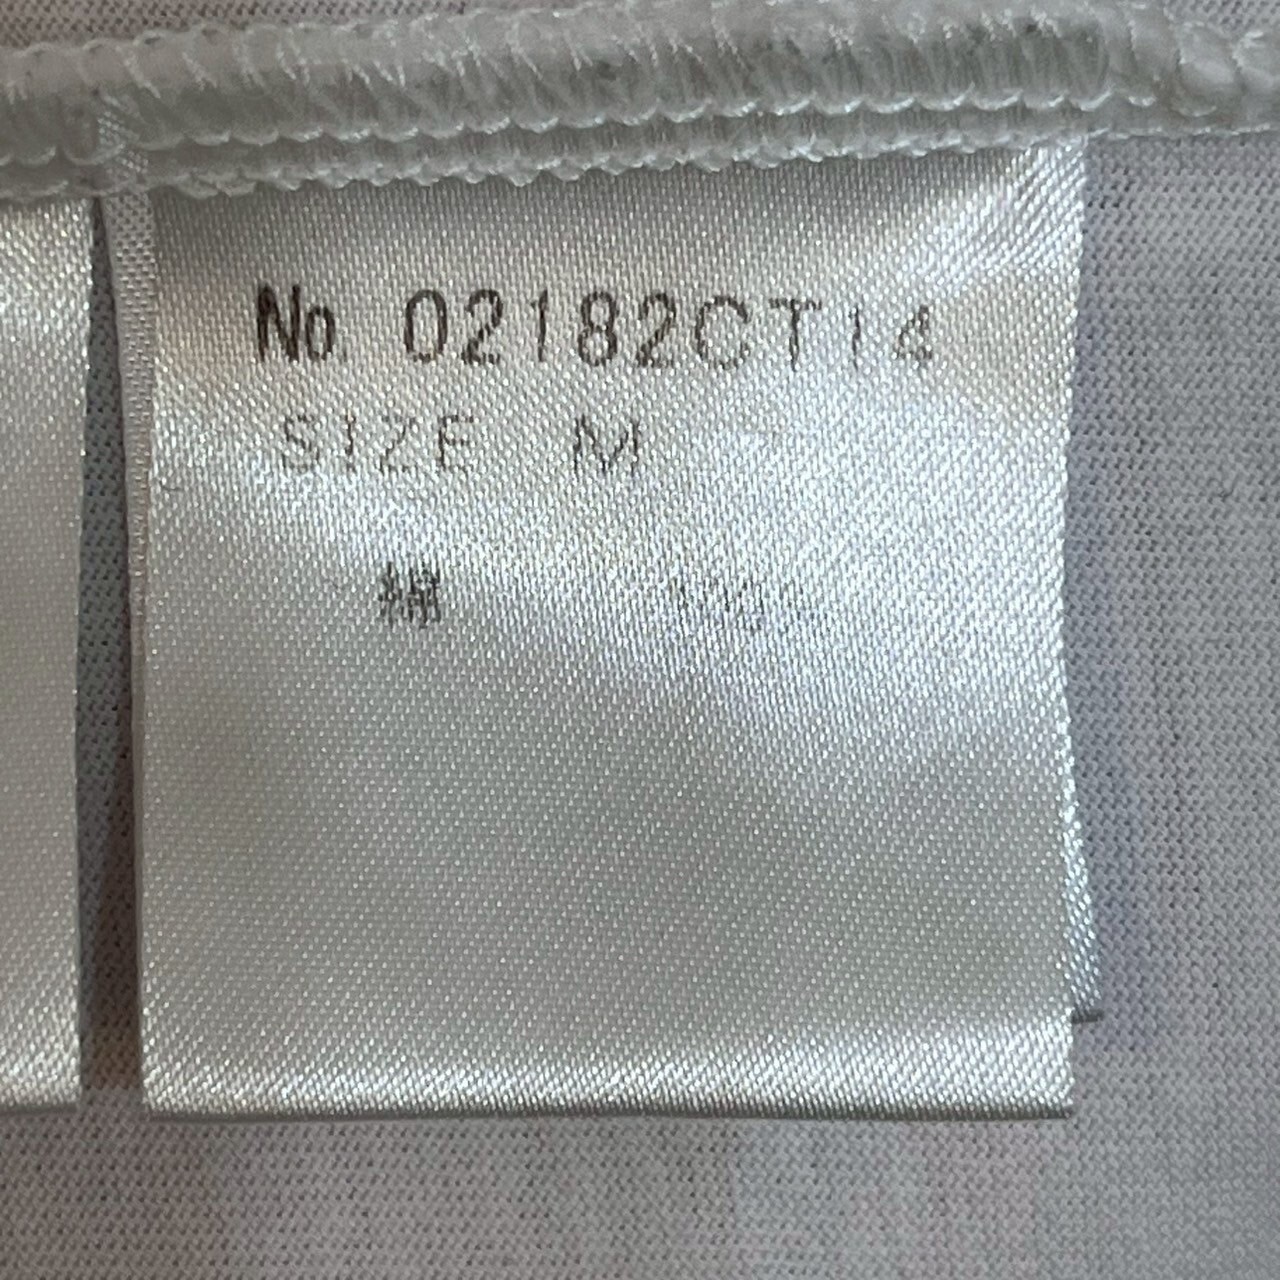 No. 02182CT14
SIZE M
綿